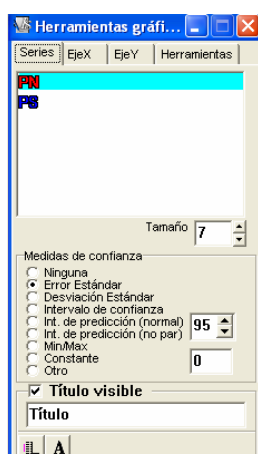 Herramientas gráfi...
Series EjeX EjeY Herramientas
PN
PS
Tamaño 7
Medidas de confianza
Ninguna
Error Estándar
Desviación Estándar
Intervalo de confianza
Int. de predicción (normal) 95
Int. de predicción (no par)
Min/Max
Constante 0
Otro
Título visible
Título
L A